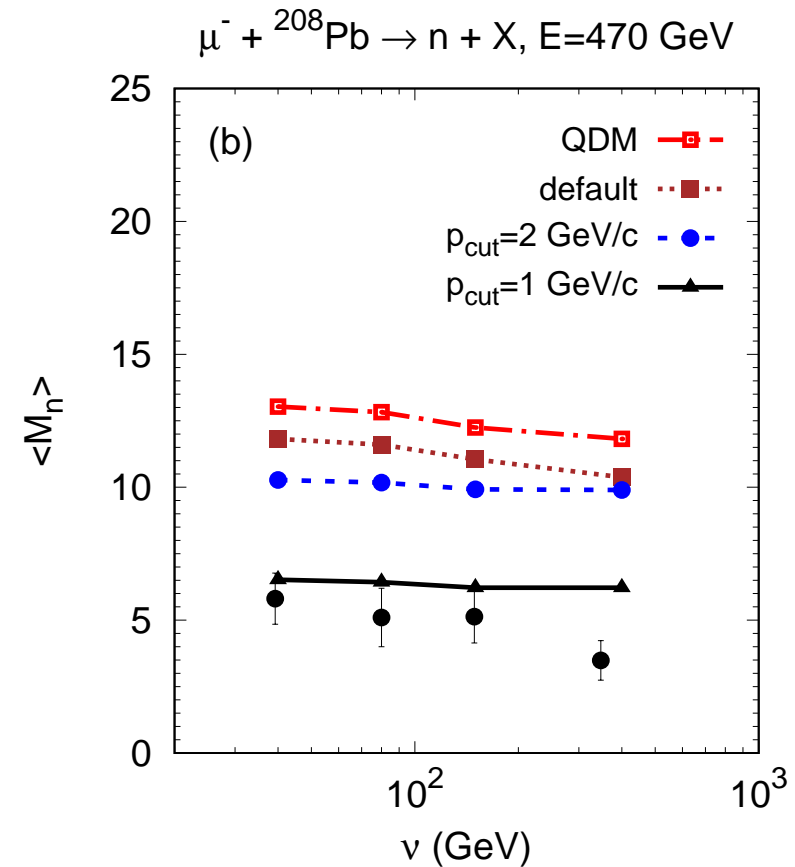 μ⁻ + ²⁰⁸Pb → n + X, E=470 GeV
(b)
QDM
default
p_cut=2 GeV/c
p_cut=1 GeV/c
25
20
15
10
5
0
<M_n>
10²
10³
ν (GeV)